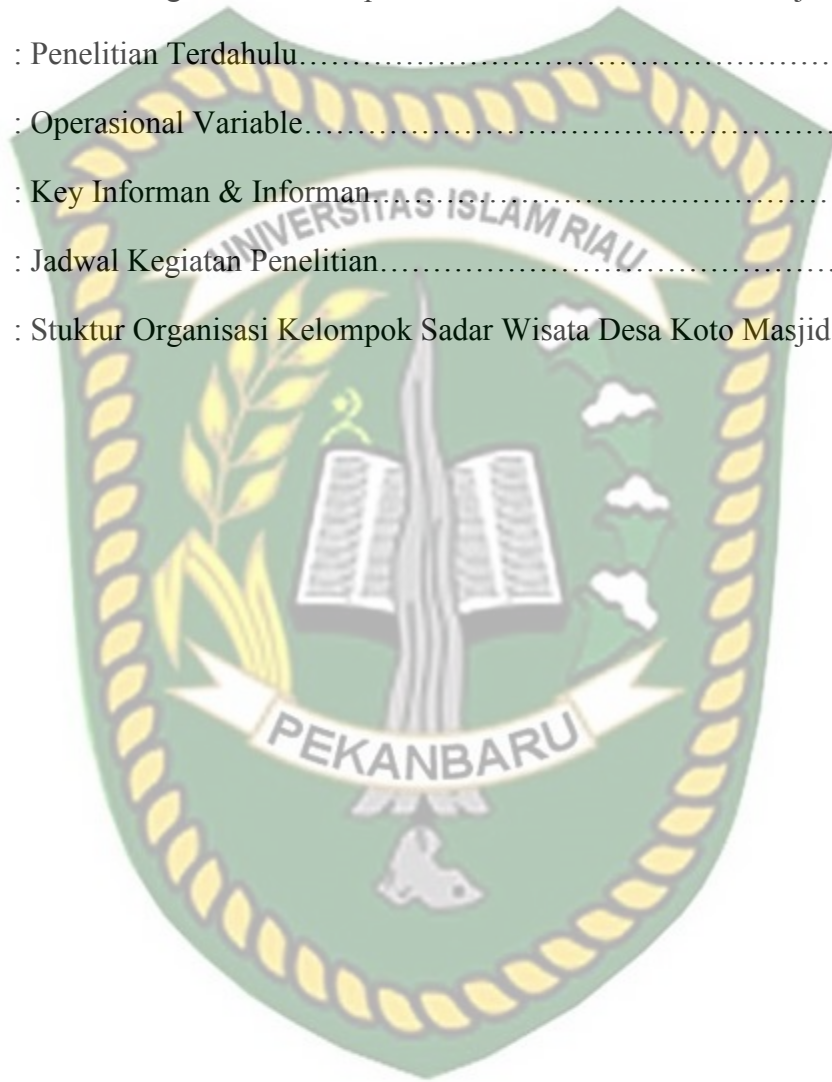 : Penelitian Terdahulu……………………………………………
: Operasional Variable……………………………………………
: Key Informan & Informan………………………………………
UNIVERSITAS ISLAM RIAU
: Jadwal Kegiatan Penelitian………………………………………
: Stuktur Organisasi Kelompok Sadar Wisata Desa Koto Masjid
PEKANBARU